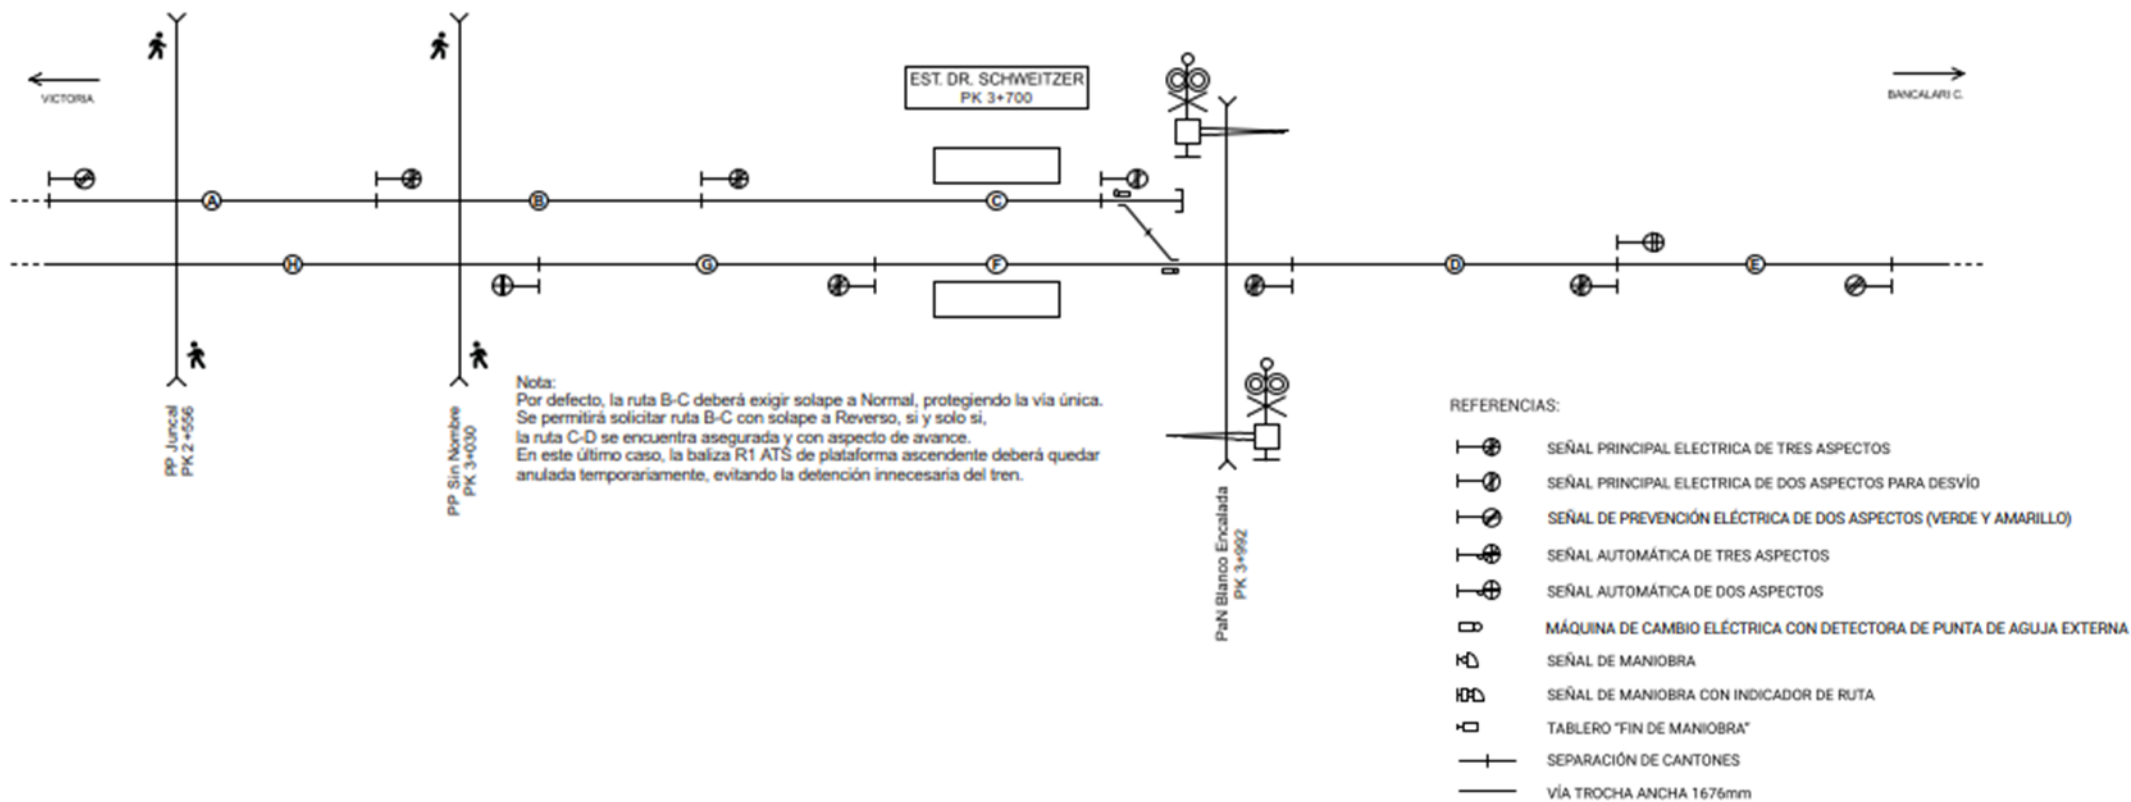 EST. DR. SCHWEITZER
PK 3+700
VICTORIA
BANCALARI C.
A
B
C
H
G
F
D
E
Nota:
Por defecto, la ruta B-C deberá exigir solape a Normal, protegiendo la vía única.
Se permitirá solicitar ruta B-C con solape a Reverso, si y solo si,
la ruta C-D se encuentra asegurada y con aspecto de avance.
En este último caso, la baliza R1 ATS de plataforma ascendente deberá quedar
anulada temporariamente, evitando la detención innecesaria del tren.
PP Juncal
PK 2+556
PP Sin Nombre
PK 3+030
PaN Blanco Encalada
PK 3+992
REFERENCIAS:
SEÑAL PRINCIPAL ELECTRICA DE TRES ASPECTOS
SEÑAL PRINCIPAL ELECTRICA DE DOS ASPECTOS PARA DESVÍO
SEÑAL DE PREVENCIÓN ELÉCTRICA DE DOS ASPECTOS (VERDE Y AMARILLO)
SEÑAL AUTOMÁTICA DE TRES ASPECTOS
SEÑAL AUTOMÁTICA DE DOS ASPECTOS
MÁQUINA DE CAMBIO ELÉCTRICA CON DETECTORA DE PUNTA DE AGUJA EXTERNA
SEÑAL DE MANIOBRA
SEÑAL DE MANIOBRA CON INDICADOR DE RUTA
TABLERO "FIN DE MANIOBRA"
SEPARACIÓN DE CANTONES
VÍA TROCHA ANCHA 1676mm